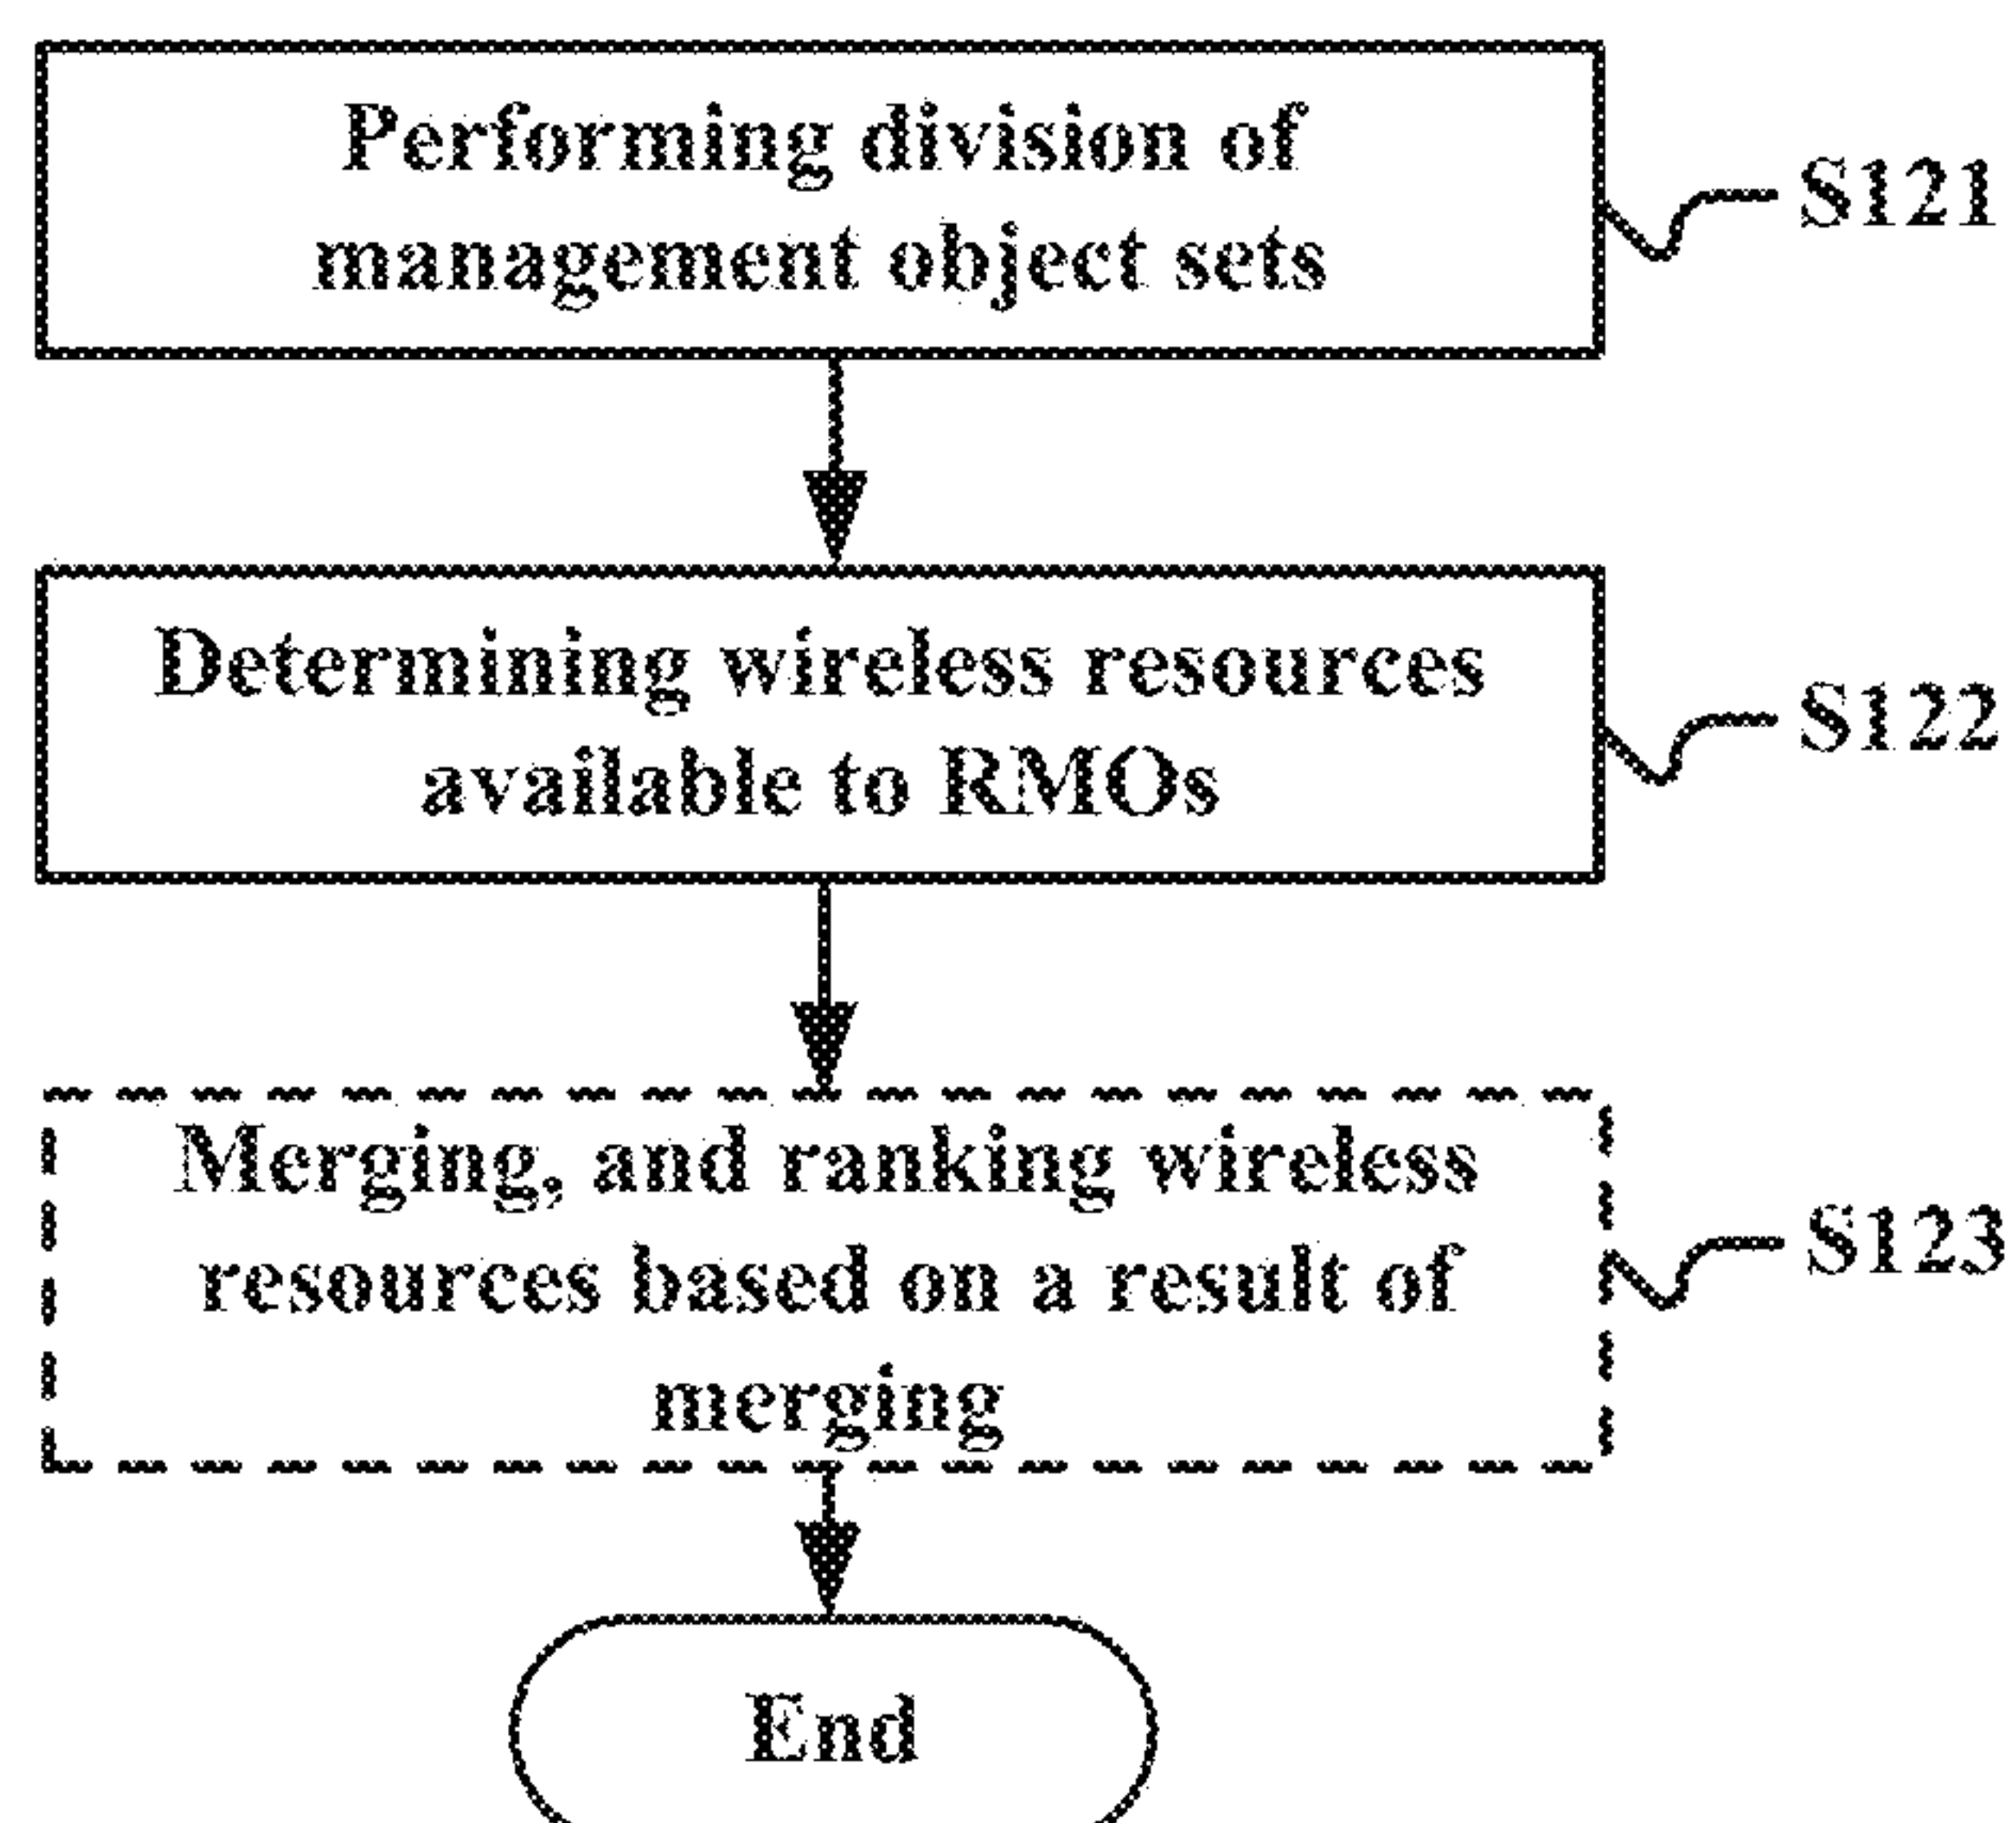 Performing division of
management object sets
S121
Determining wireless resources
available to RMOs
S122
Merging, and ranking wireless
resources based on a result of
merging
S123
End